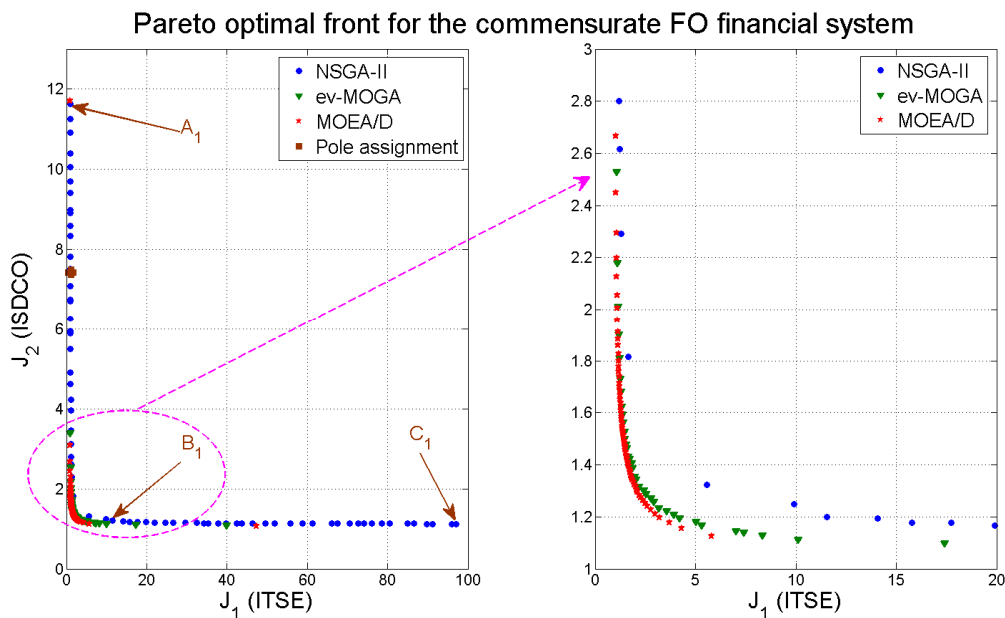 Pareto optimal front for the commensurate FO financial system
NSGA-II
ev-MOGA
MOEA/D
Pole assignment
A1
B1
C1
12
10
8
6
4
2
0
0
20
40
60
80
100
J2 (ISDCO)
J1 (ITSE)
NSGA-II
ev-MOGA
MOEA/D
3
2.8
2.6
2.4
2.2
2
1.8
1.6
1.4
1.2
1
0
5
10
15
20
J1 (ITSE)